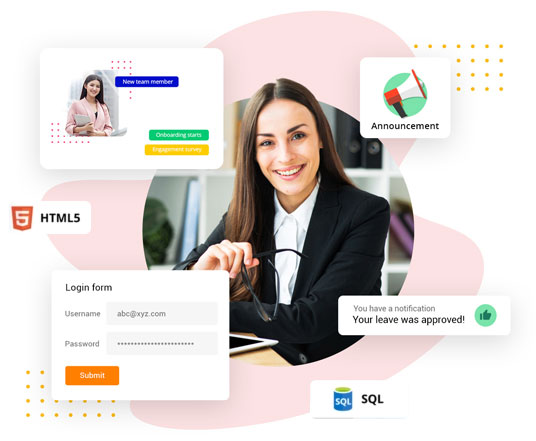 New team member
Onboarding starts
Engagement survey
Announcement
5
HTML5
Login form
Username
abc@xyz.com
Password
************************
Submit
You have a notification
Your leave was approved!
SQL
SQL